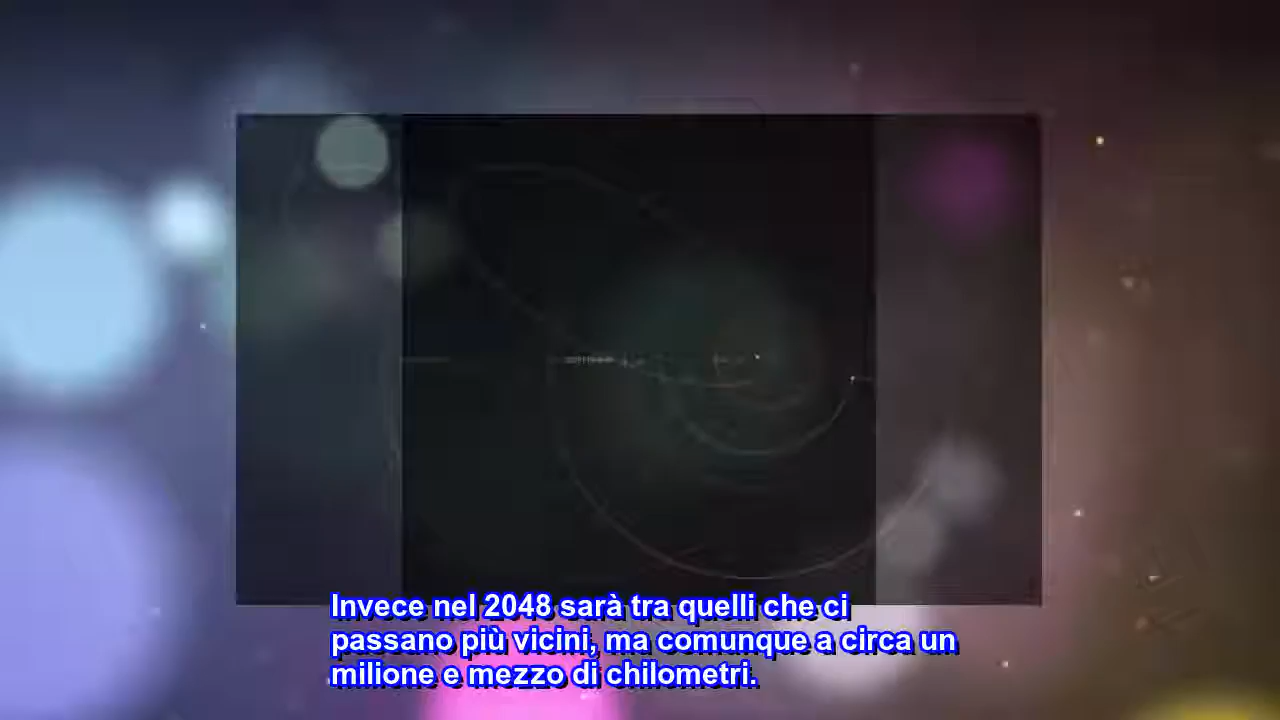 Invece nel 2048 sarà tra quelli che ci
passano più vicini, ma comunque a circa un
milione e mezzo di chilometri.